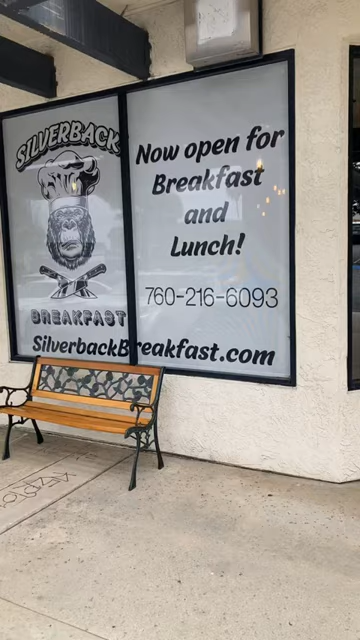 SILVERBACK
BREAKFAST
Now open for
Breakfast
and
Lunch!
760-216-6093
SilverbackBreakfast.com